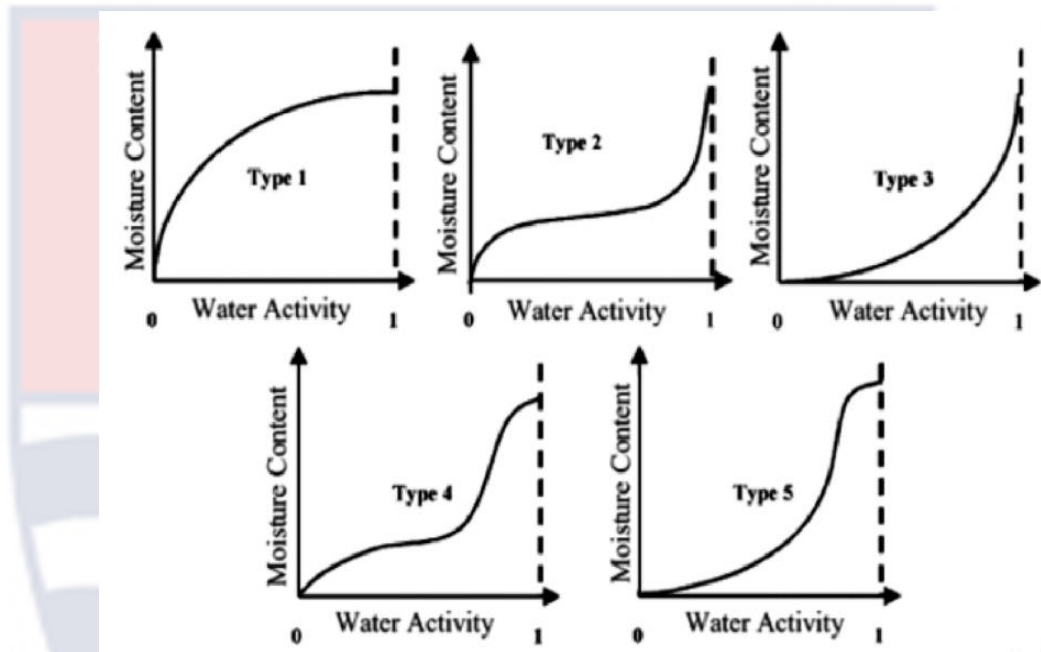 Moisture Content
Type 1
0
Water Activity
1
Moisture Content
Type 2
0
Water Activity
1
Moisture Content
Type 3
0
Water Activity
1
Moisture Content
Type 4
0
Water Activity
1
Moisture Content
Type 5
0
Water Activity
1